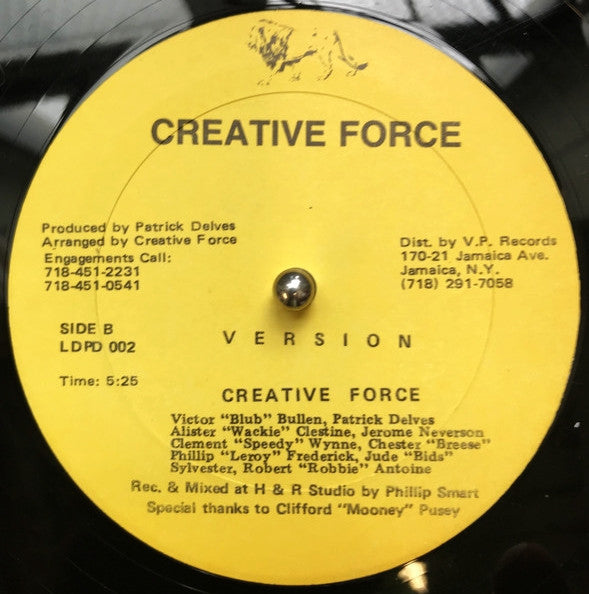 CREATIVE FORCE
Produced by Patrick Delves
Arranged by Creative Force
Engagements Call:
718-451-2231
718-451-0541
Dist. by V.P. Records
170-21 Jamaica Ave.
Jamaica, N.Y.
(718) 291-7058
SIDE B
LDPD 002
Time: 5:25
VERSION
CREATIVE FORCE
Victor "Blub" Bullen, Patrick Delves
Alister "Wackie" Clestine, Jerome Neverson
Clement "Speedy" Wynne, Chester "Breese"
Phillip "Leroy" Frederick, Jude "Bids"
Sylvester, Robert "Robbie" Antoine
Rec. & Mixed at H & R Studio by Phillip Smart
Special thanks to Clifford "Mooney" Pusey